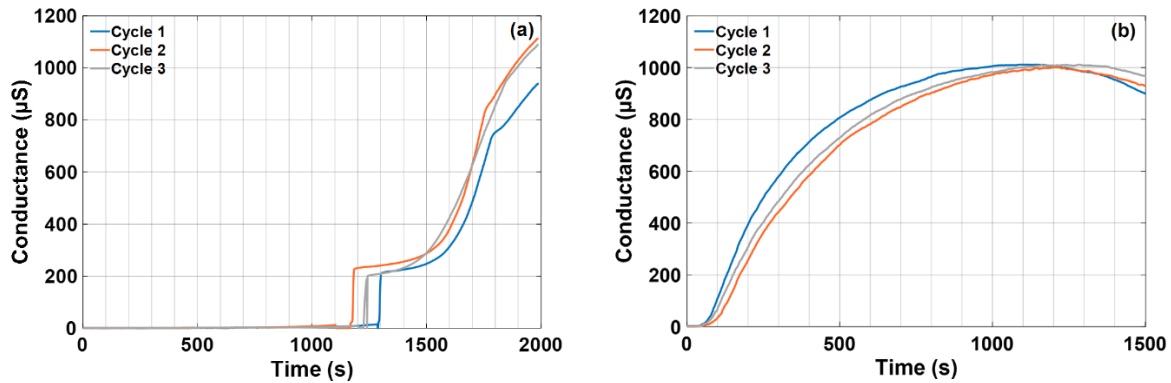 (a)
Cycle 1
Cycle 2
Cycle 3
Conductance (µS)
1200
1000
800
600
400
200
0
0 500 1000 1500 2000
Time (s)
(b)
Cycle 1
Cycle 2
Cycle 3
Conductance (µS)
1200
1000
800
600
400
200
0
0 500 1000 1500
Time (s)